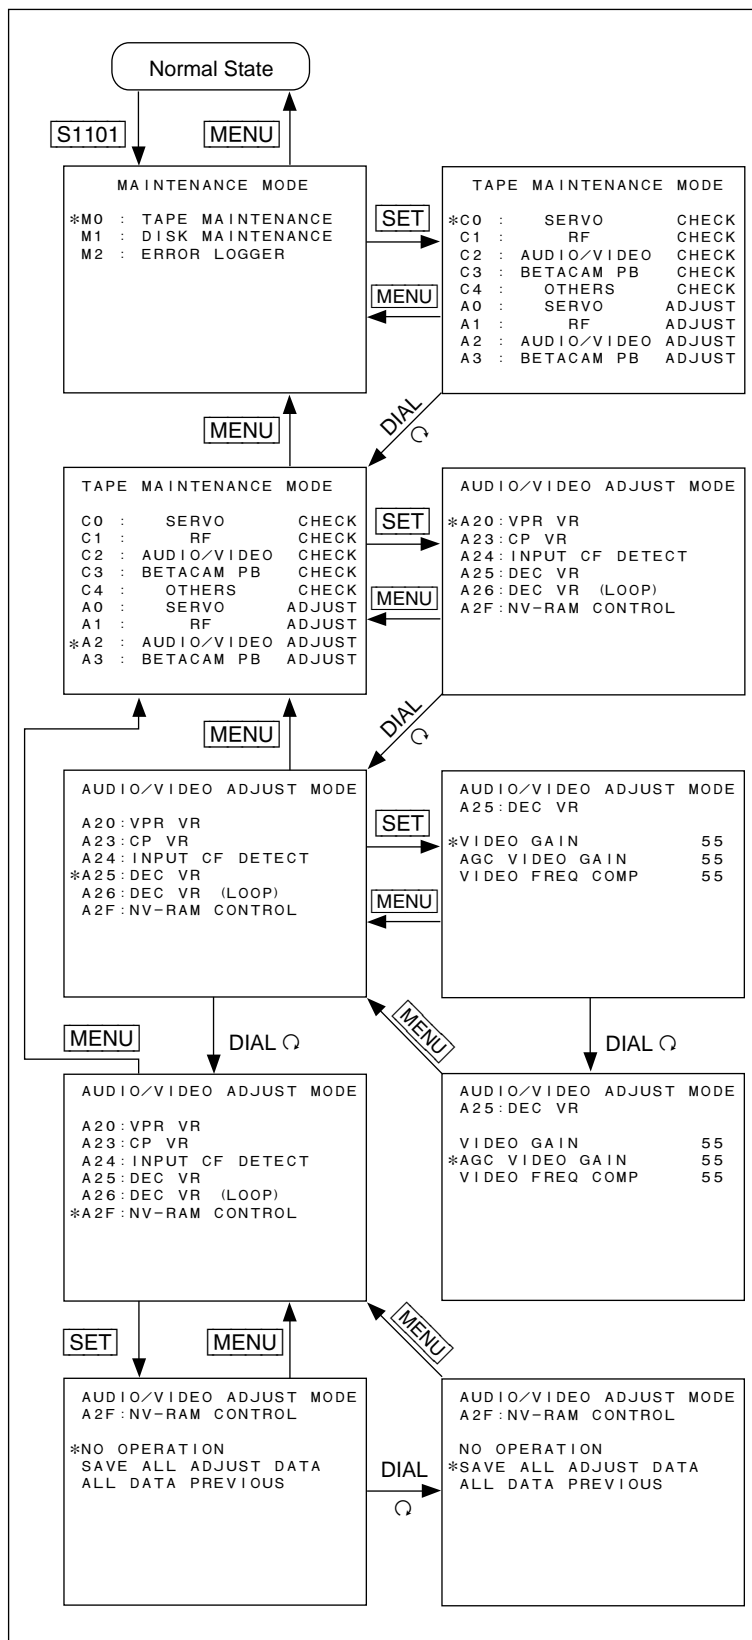 Normal State
S1101
MENU
MAINTENANCE MODE
*M0 : TAPE MAINTENANCE
M1 : DISK MAINTENANCE
M2 : ERROR LOGGER
SET
MENU
TAPE MAINTENANCE MODE
*C0 : SERVO CHECK
C1 : RF CHECK
C2 : AUDIO/VIDEO CHECK
C3 : BETACAM PB CHECK
C4 : OTHERS CHECK
A0 : SERVO ADJUST
A1 : RF ADJUST
A2 : AUDIO/VIDEO ADJUST
A3 : BETACAM PB ADJUST
MENU
DIAL
TAPE MAINTENANCE MODE
C0 : SERVO CHECK
C1 : RF CHECK
C2 : AUDIO/VIDEO CHECK
C3 : BETACAM PB CHECK
C4 : OTHERS CHECK
A0 : SERVO ADJUST
A1 : RF ADJUST
*A2 : AUDIO/VIDEO ADJUST
A3 : BETACAM PB ADJUST
SET
MENU
AUDIO/VIDEO ADJUST MODE
*A20:VPR VR
A23:CP VR
A24:INPUT CF DETECT
A25:DEC VR
A26:DEC VR (LOOP)
A2F:NV-RAM CONTROL
MENU
DIAL
AUDIO/VIDEO ADJUST MODE
A20:VPR VR
A23:CP VR
A24:INPUT CF DETECT
*A25:DEC VR
A26:DEC VR (LOOP)
A2F:NV-RAM CONTROL
SET
MENU
AUDIO/VIDEO ADJUST MODE
A25:DEC VR
*VIDEO GAIN 55
AGC VIDEO GAIN 55
VIDEO FREQ COMP 55
MENU
DIAL
MENU
DIAL
AUDIO/VIDEO ADJUST MODE
A20:VPR VR
A23:CP VR
A24:INPUT CF DETECT
A25:DEC VR
A26:DEC VR (LOOP)
*A2F:NV-RAM CONTROL
AUDIO/VIDEO ADJUST MODE
A25:DEC VR
VIDEO GAIN 55
*AGC VIDEO GAIN 55
VIDEO FREQ COMP 55
SET
MENU
MENU
AUDIO/VIDEO ADJUST MODE
A2F:NV-RAM CONTROL
*NO OPERATION
SAVE ALL ADJUST DATA
ALL DATA PREVIOUS
DIAL
AUDIO/VIDEO ADJUST MODE
A2F:NV-RAM CONTROL
NO OPERATION
*SAVE ALL ADJUST DATA
ALL DATA PREVIOUS